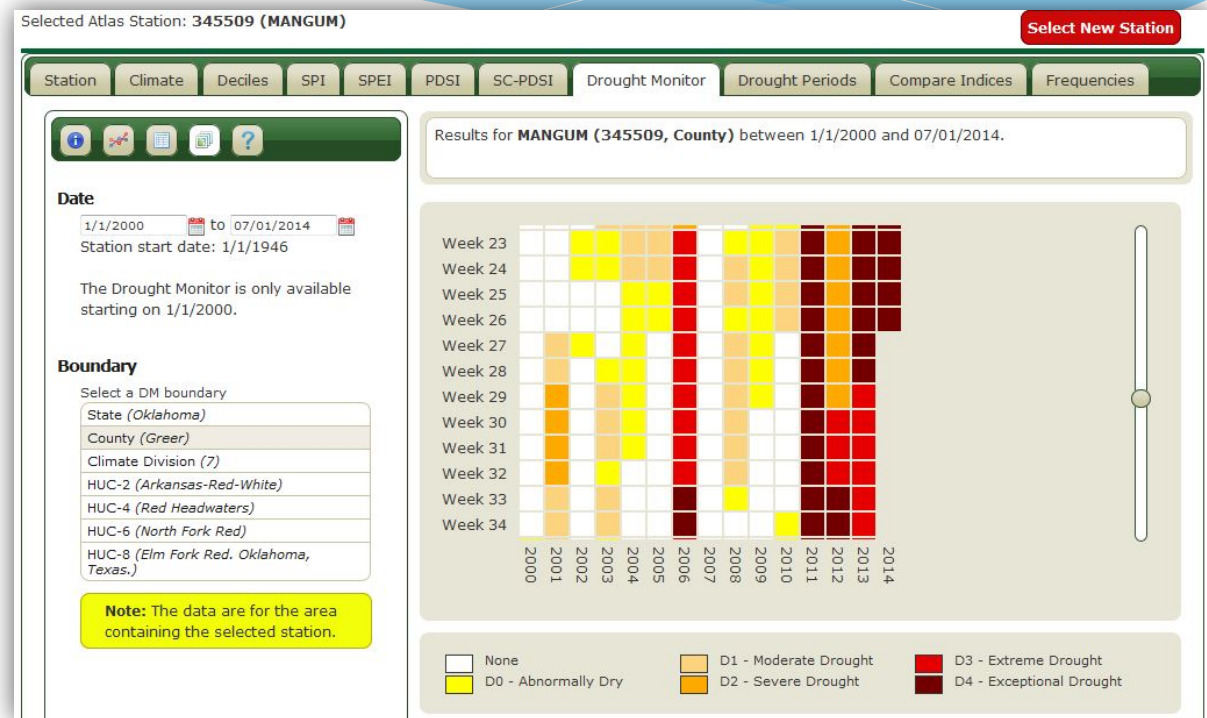 Selected Atlas Station: 345509 (MANGUM)
Select New Station
Station Climate Deciles SPI SPEI PDSI SC-PDSI Drought Monitor Drought Periods Compare Indices Frequencies
Date
1/1/2000 to 07/01/2014
Station start date: 1/1/1946
The Drought Monitor is only available
starting on 1/1/2000.
Boundary
Select a DM boundary
State (Oklahoma)
County (Greer)
Climate Division (7)
HUC-2 (Arkansas-Red-White)
HUC-4 (Red Headwaters)
HUC-6 (North Fork Red)
HUC-8 (Elm Fork Red. Oklahoma,
Texas.)
Note: The data are for the area
containing the selected station.
Results for MANGUM (345509, County) between 1/1/2000 and 07/01/2014.
Week 23
Week 24
Week 25
Week 26
Week 27
Week 28
Week 29
Week 30
Week 31
Week 32
Week 33
Week 34
2000 2001 2002 2003 2004 2005 2006 2007 2008 2009 2010 2011 2012 2013 2014
None D1 - Moderate Drought D3 - Extreme Drought
D0 - Abnormally Dry D2 - Severe Drought D4 - Exceptional Drought